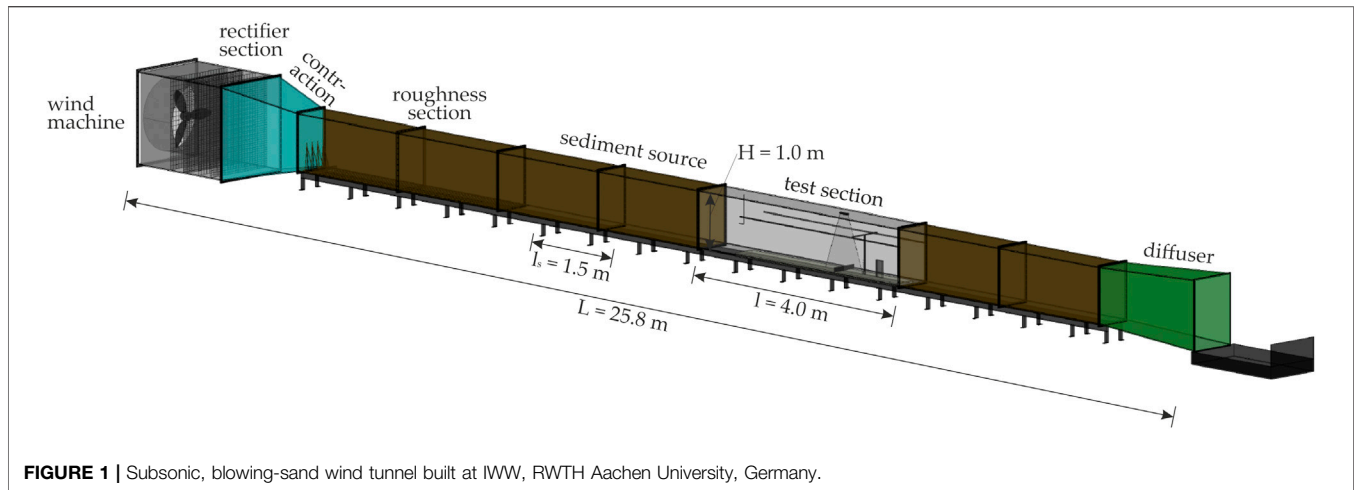 rectifier
section
contr-
action
wind
machine
roughness
section
sediment source
H = 1.0 m
test section
lₛ = 1.5 m
l = 4.0 m
L = 25.8 m
diffuser
FIGURE 1 | Subsonic, blowing-sand wind tunnel built at IWW, RWTH Aachen University, Germany.